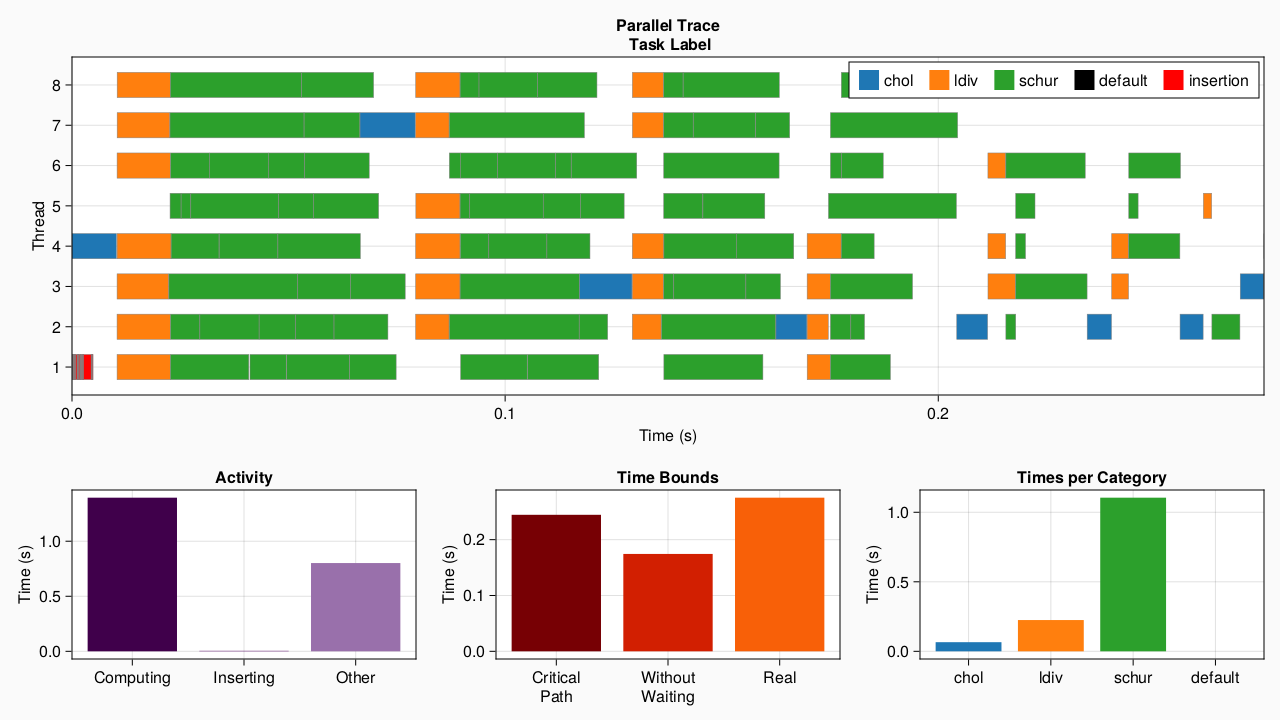 Parallel Trace
Task Label
chol ldiv schur default insertion
Thread
8
7
6
5
4
3
2
1
0.0 0.1 0.2
Time (s)
Activity
Time (s)
1.0
0.5
0.0
Computing Inserting Other
Time Bounds
Time (s)
0.2
0.1
0.0
Critical Path
Without Waiting
Real
Times per Category
Time (s)
1.0
0.5
0.0
chol ldiv schur default